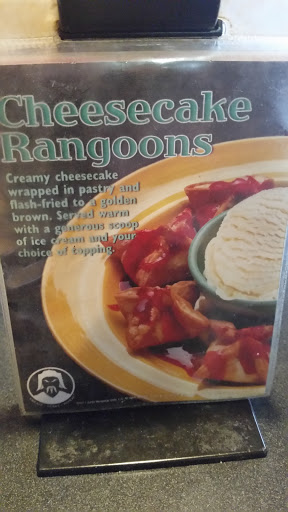 Cheesecake
Rangoons
Creamy cheesecake
wrapped in pastry and
flash-fried to a golden
brown. Served warm
with a generous scoop
of ice cream and your
choice of topping.